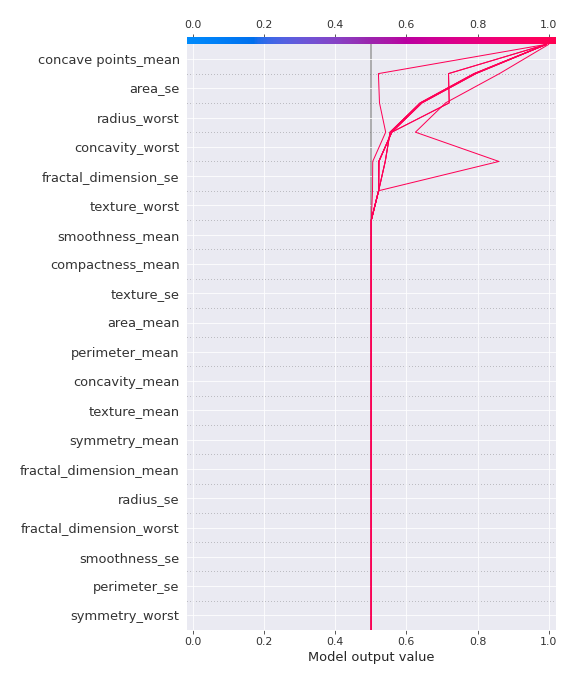 0.0 0.2 0.4 0.6 0.8 1.0
concave points_mean
area_se
radius_worst
concavity_worst
fractal_dimension_se
texture_worst
smoothness_mean
compactness_mean
texture_se
area_mean
perimeter_mean
concavity_mean
texture_mean
symmetry_mean
fractal_dimension_mean
radius_se
fractal_dimension_worst
smoothness_se
perimeter_se
symmetry_worst
0.0 0.2 0.4 0.6 0.8 1.0
Model output value